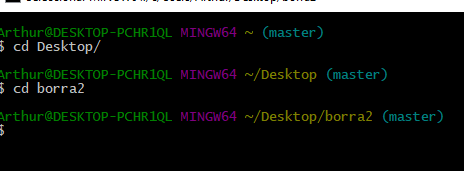 Arthur@DESKTOP-PCHR1QL MINGW64 ~ (master)
$ cd Desktop/
Arthur@DESKTOP-PCHR1QL MINGW64 ~/Desktop (master)
$ cd borra2
Arthur@DESKTOP-PCHR1QL MINGW64 ~/Desktop/borra2 (master)
$